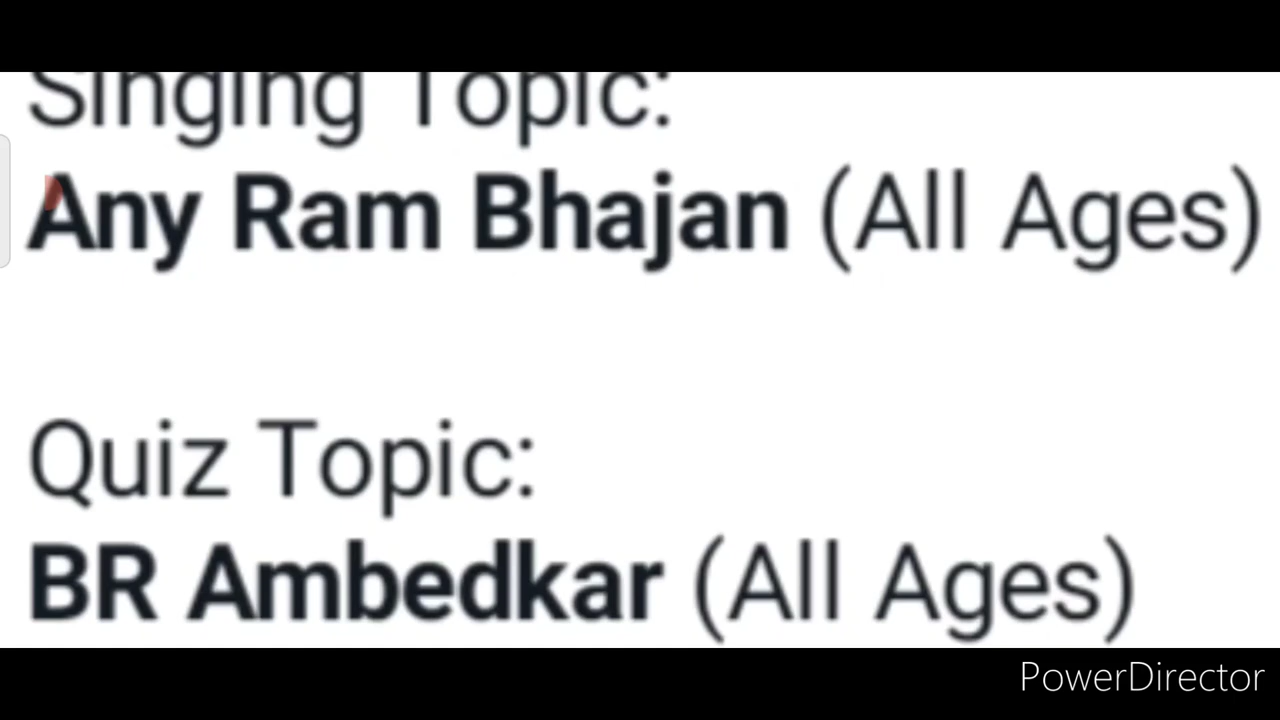 Singing Topic:
Any Ram Bhajan (All Ages)
Quiz Topic:
BR Ambedkar (All Ages)
PowerDirector